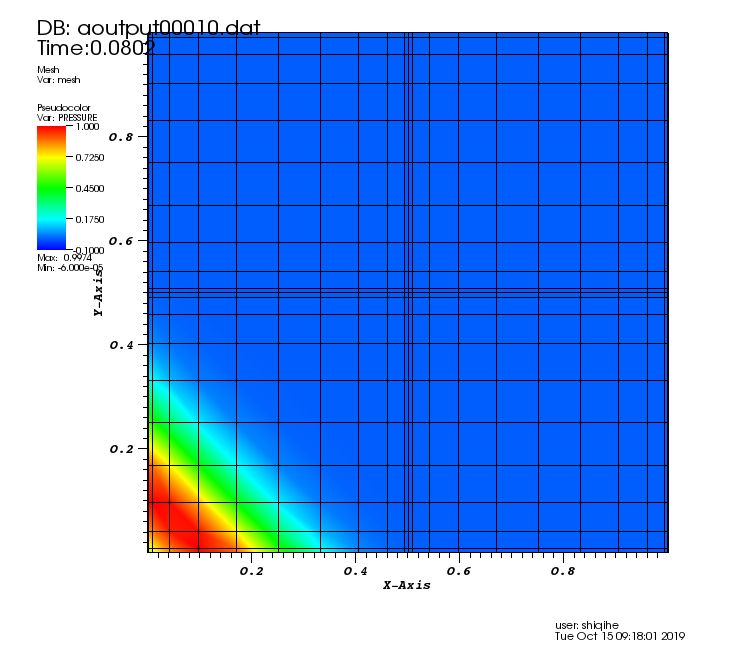 DB: aoutput00010.dat
Time:0.0802
Mesh
Var: mesh
Pseudocolor
Var: PRESSURE
1.000
0.7250
0.4500
0.1750
-0.1000
Max: 0.9974
Min: -6.000e-05
Y-Axis
0.8
0.6
0.4
0.2
0.2 0.4 0.6 0.8
X-Axis
user: shiqihe
Tue Oct 15 09:18:01 2019